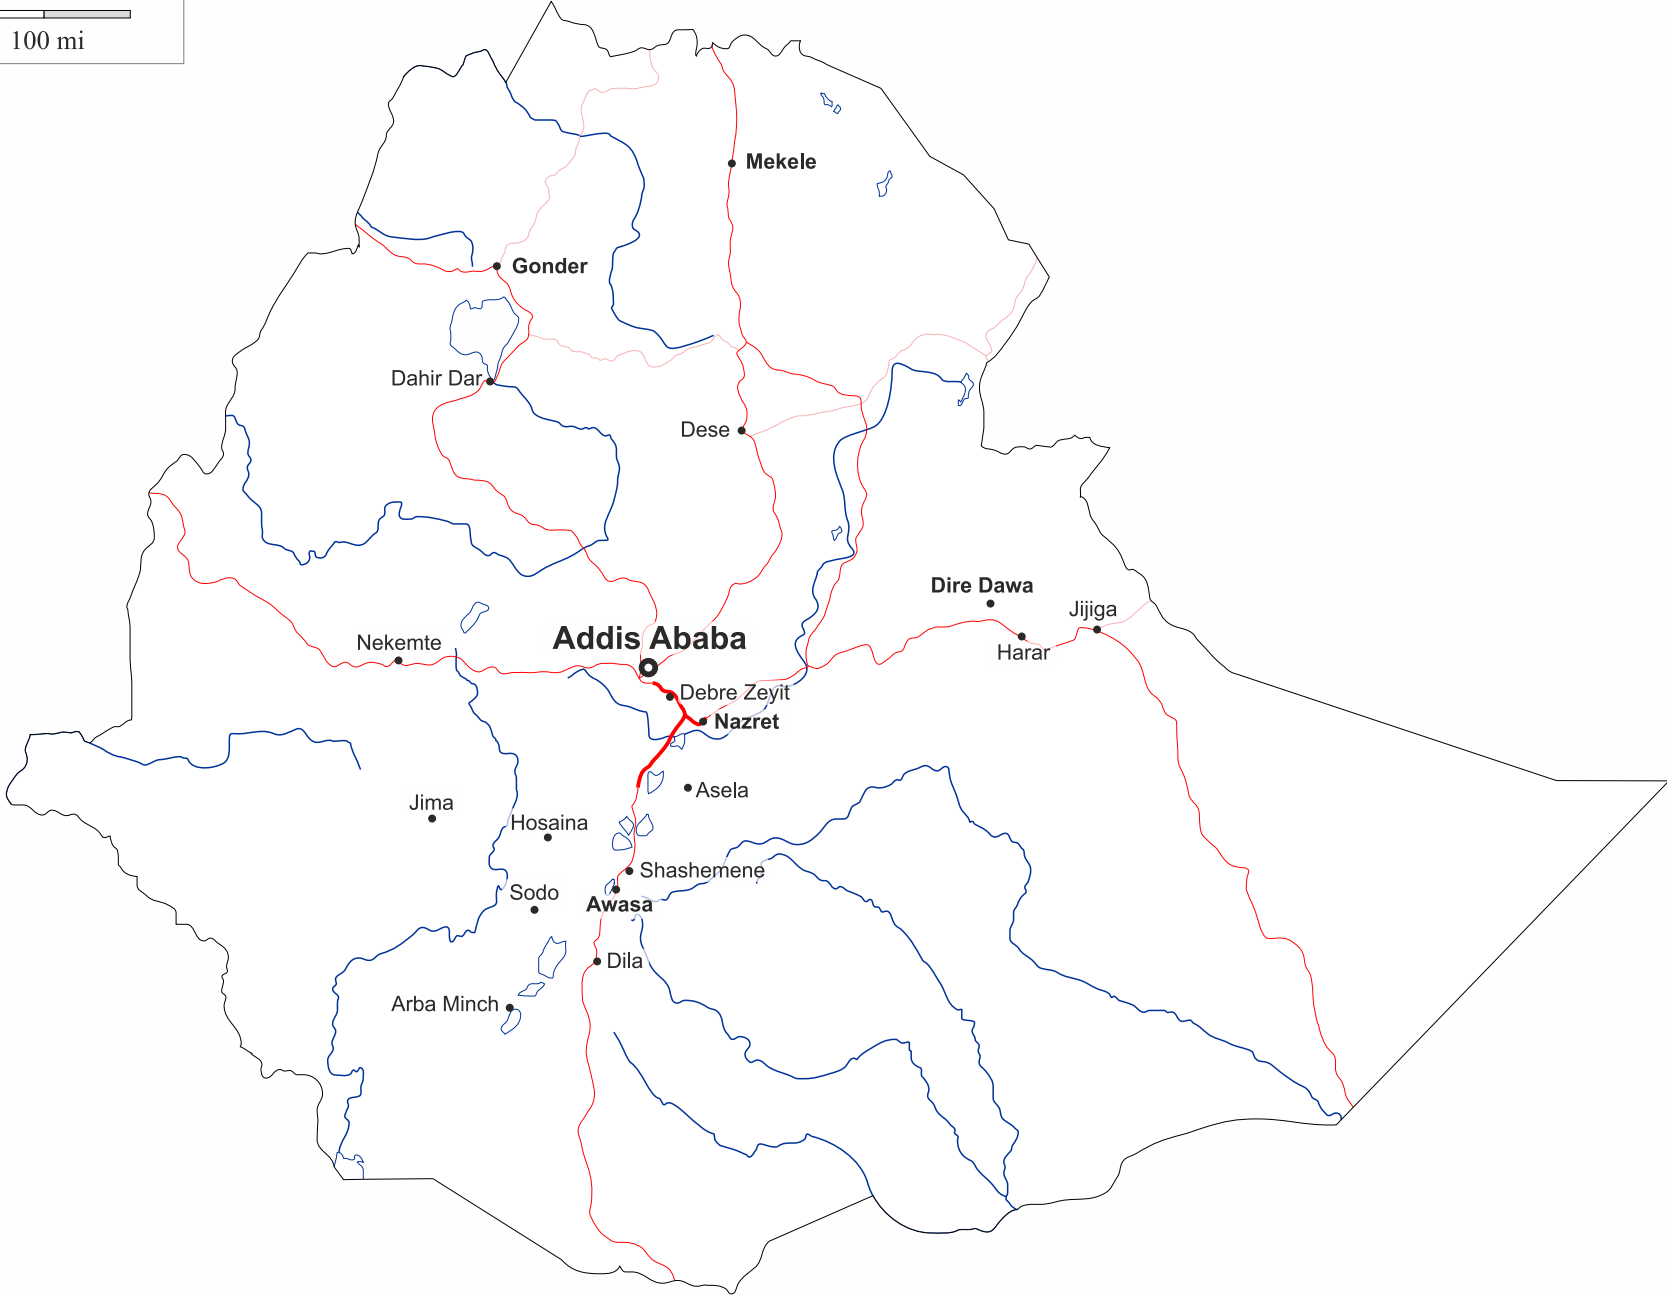 100 mi
Mekele
Gonder
Dahir Dar
Dese
Dire Dawa
Jijiga
Addis Ababa
Nekemte
Harar
Debre Zeyit
Nazret
Asela
Jima
Hosaina
Shashemene
Sodo
Awasa
Dila
Arba Minch